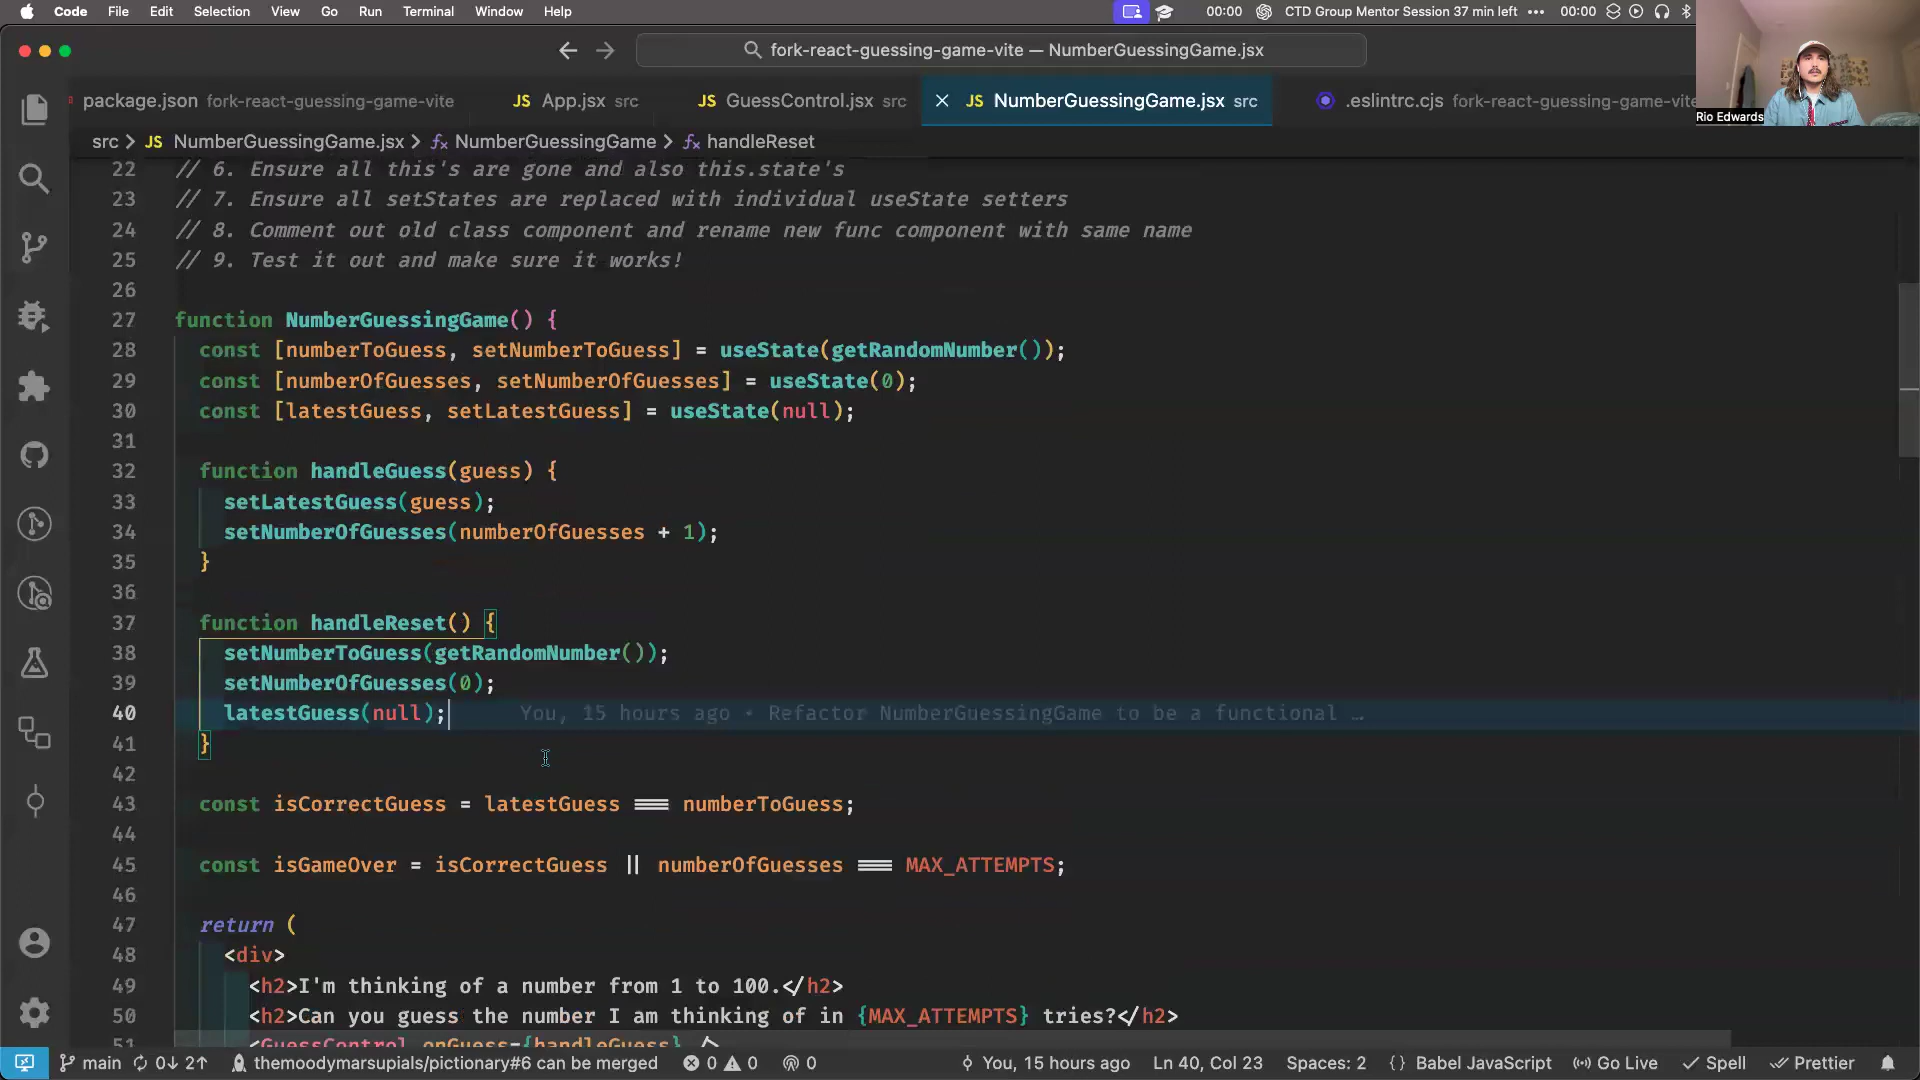 Code File Edit Selection View Go Run Terminal Window Help 00:00 CTD Group Mentor Session 37 min left ••• 00:00
fork-react-guessing-game-vite — NumberGuessingGame.jsx
package.json fork-react-guessing-game-vite JS App.jsx src JS GuessControl.jsx src JS NumberGuessingGame.jsx src .eslintrc.cjs fork-react-guessing-game-vite
Rio Edwards
src > JS NumberGuessingGame.jsx > NumberGuessingGame > handleReset
22 // 6. Ensure all this's are gone and also this.state's
23 // 7. Ensure all setStates are replaced with individual useState setters
24 // 8. Comment out old class component and rename new func component with same name
25 // 9. Test it out and make sure it works!
26
27 function NumberGuessingGame() {
28 const [numberToGuess, setNumberToGuess] = useState(getRandomNumber());
29 const [numberOfGuesses, setNumberOfGuesses] = useState(0);
30 const [latestGuess, setLatestGuess] = useState(null);
31
32 function handleGuess(guess) {
33 setLatestGuess(guess);
34 setNumberOfGuesses(numberOfGuesses + 1);
35 }
36
37 function handleReset() {
38 setNumberToGuess(getRandomNumber());
39 setNumberOfGuesses(0);
40 latestGuess(null); You, 15 hours ago • Refactor NumberGuessingGame to be a functional …
41 }
42
43 const isCorrectGuess = latestGuess === numberToGuess;
44
45 const isGameOver = isCorrectGuess || numberOfGuesses === MAX_ATTEMPTS;
46
47 return (
48 <div>
49 <h2>I'm thinking of a number from 1 to 100.</h2>
50 <h2>Can you guess the number I am thinking of in {MAX_ATTEMPTS} tries?</h2>
51 <GuessControl onGuess={handleGuess} />
main 0↓ 2↑ themoodymarsupials/pictionary#6 can be merged 0 0 0 You, 15 hours ago Ln 40, Col 23 Spaces: 2 {} Babel JavaScript Go Live Spell Prettier